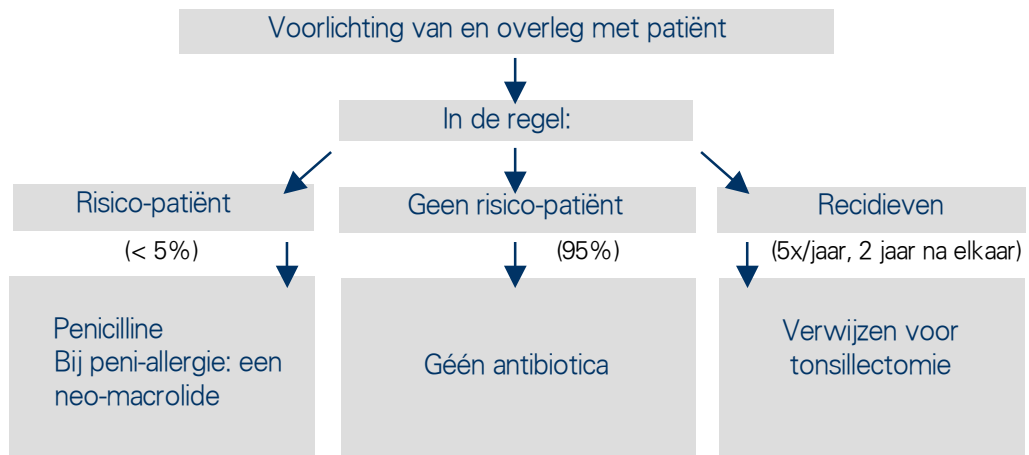 Voorlichting van en overleg met patiënt
In de regel:
Risico-patiënt
Geen risico-patiënt
Recidieven
(< 5%)
(95%)
(5x/jaar, 2 jaar na elkaar)
Penicilline
Bij peni-allergie: een
neo-macrolide
Géén antibiotica
Verwijzen voor
tonsillectomie